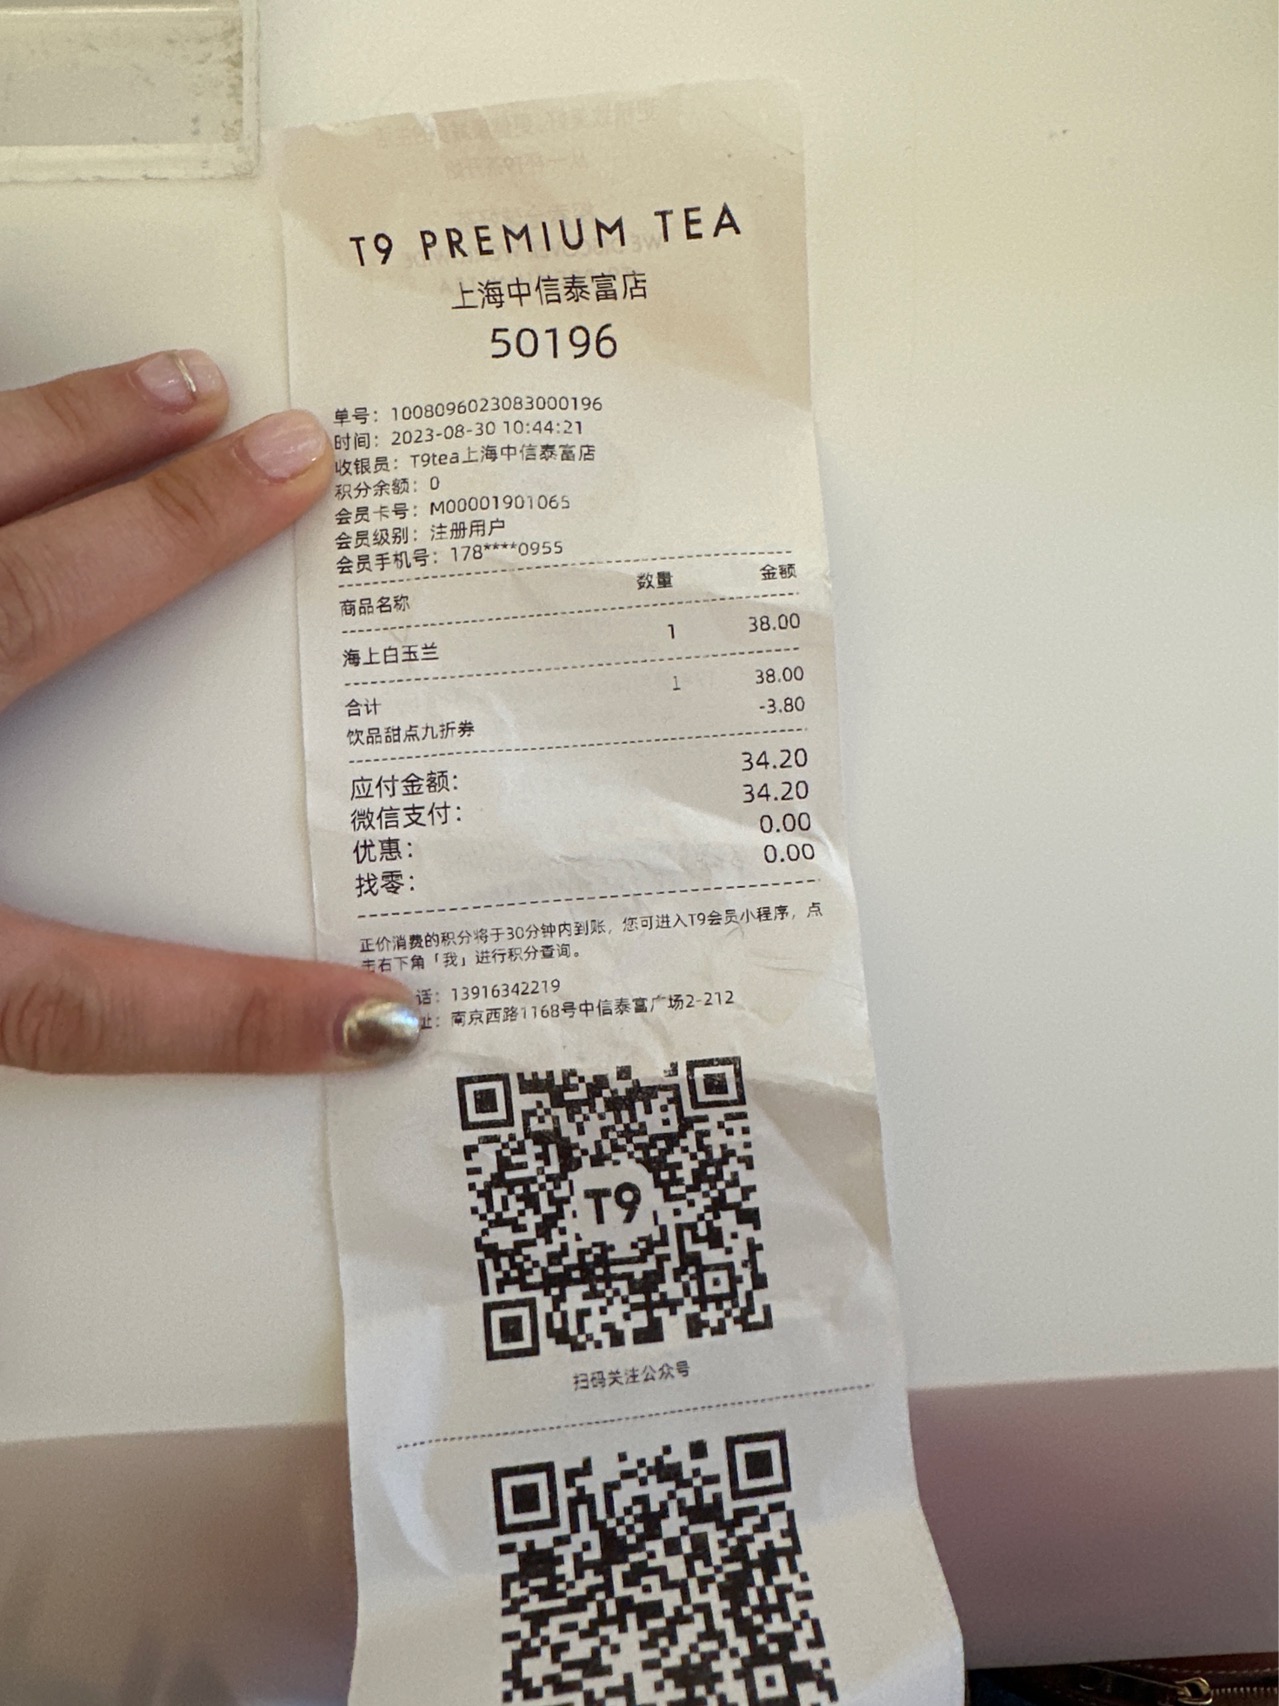 T9 PREMIUM TEA
上海中信泰富店
50196
单号：1008096023083000196
时间：2023-08-30 10:44:21
收银员：T9tea上海中信泰富店
积分余额：0
会员卡号：M00001901065
会员级别：注册用户
会员手机号：178****0955
商品名称 数量 金额
海上白玉兰 1 38.00
合计 1 38.00
饮品甜点九折券 -3.80
应付金额： 34.20
微信支付： 34.20
优惠： 0.00
找零： 0.00
正价消费的积分将于30分钟内到账，您可进入T9会员小程序，点
击右下角「我」进行积分查询。
话：13916342219
址：南京西路1168号中信泰富广场2-212
T9
扫码关注公众号